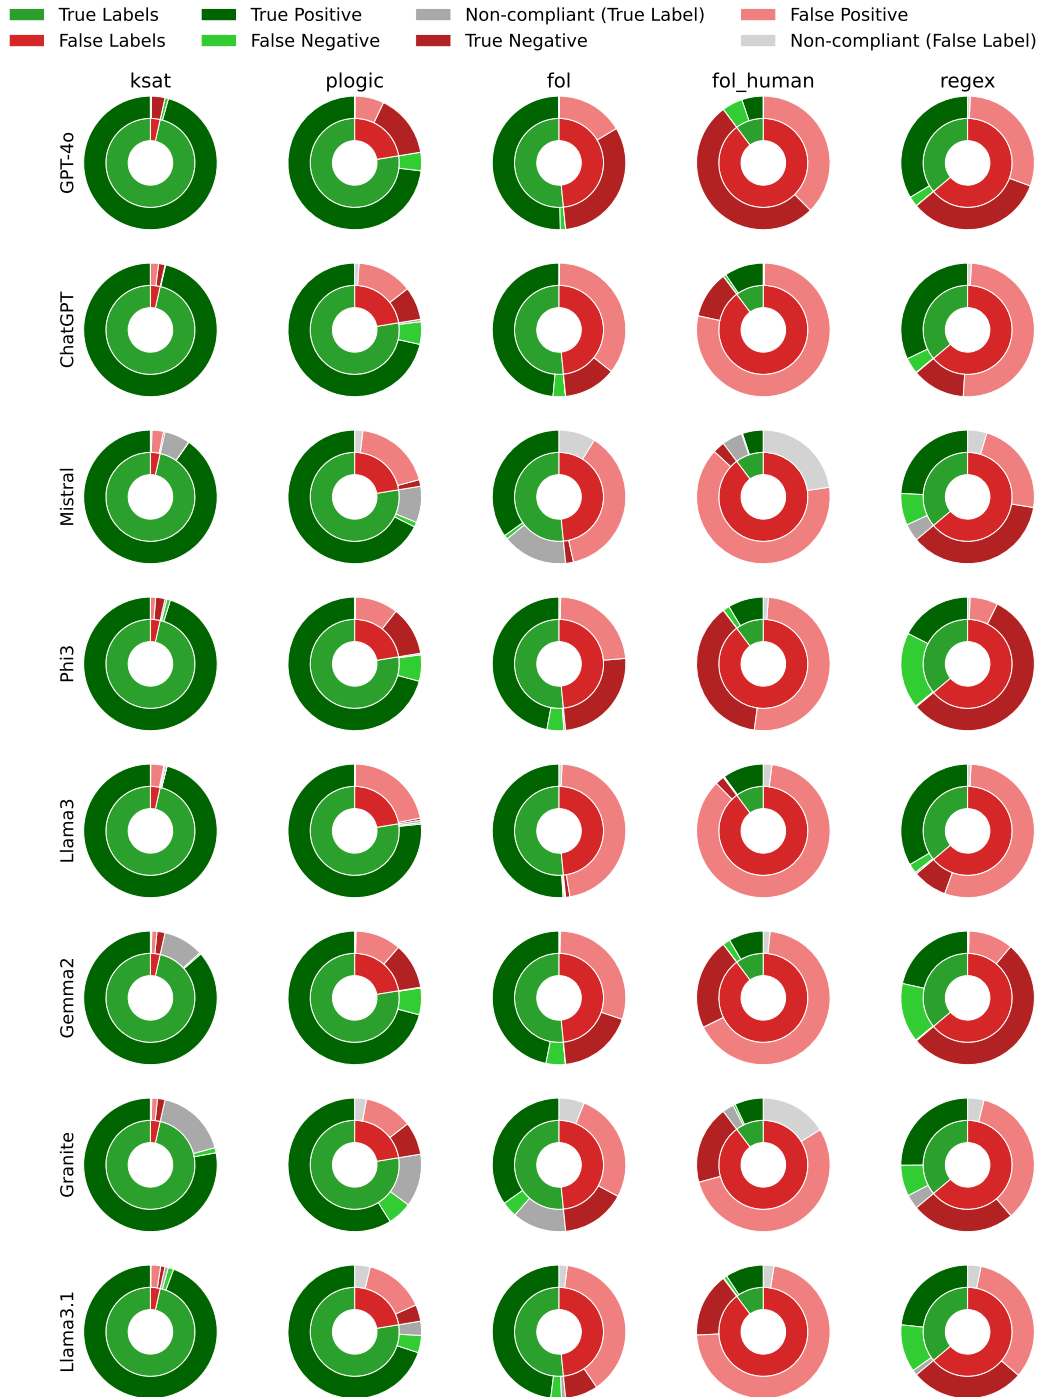 True Labels True Positive Non-compliant (True Label) False Positive
False Labels False Negative True Negative Non-compliant (False Label)
ksat plogic fol fol_human regex
GPT-4o
ChatGPT
Mistral
Phi3
Llama3
Gemma2
Granite
Llama3.1